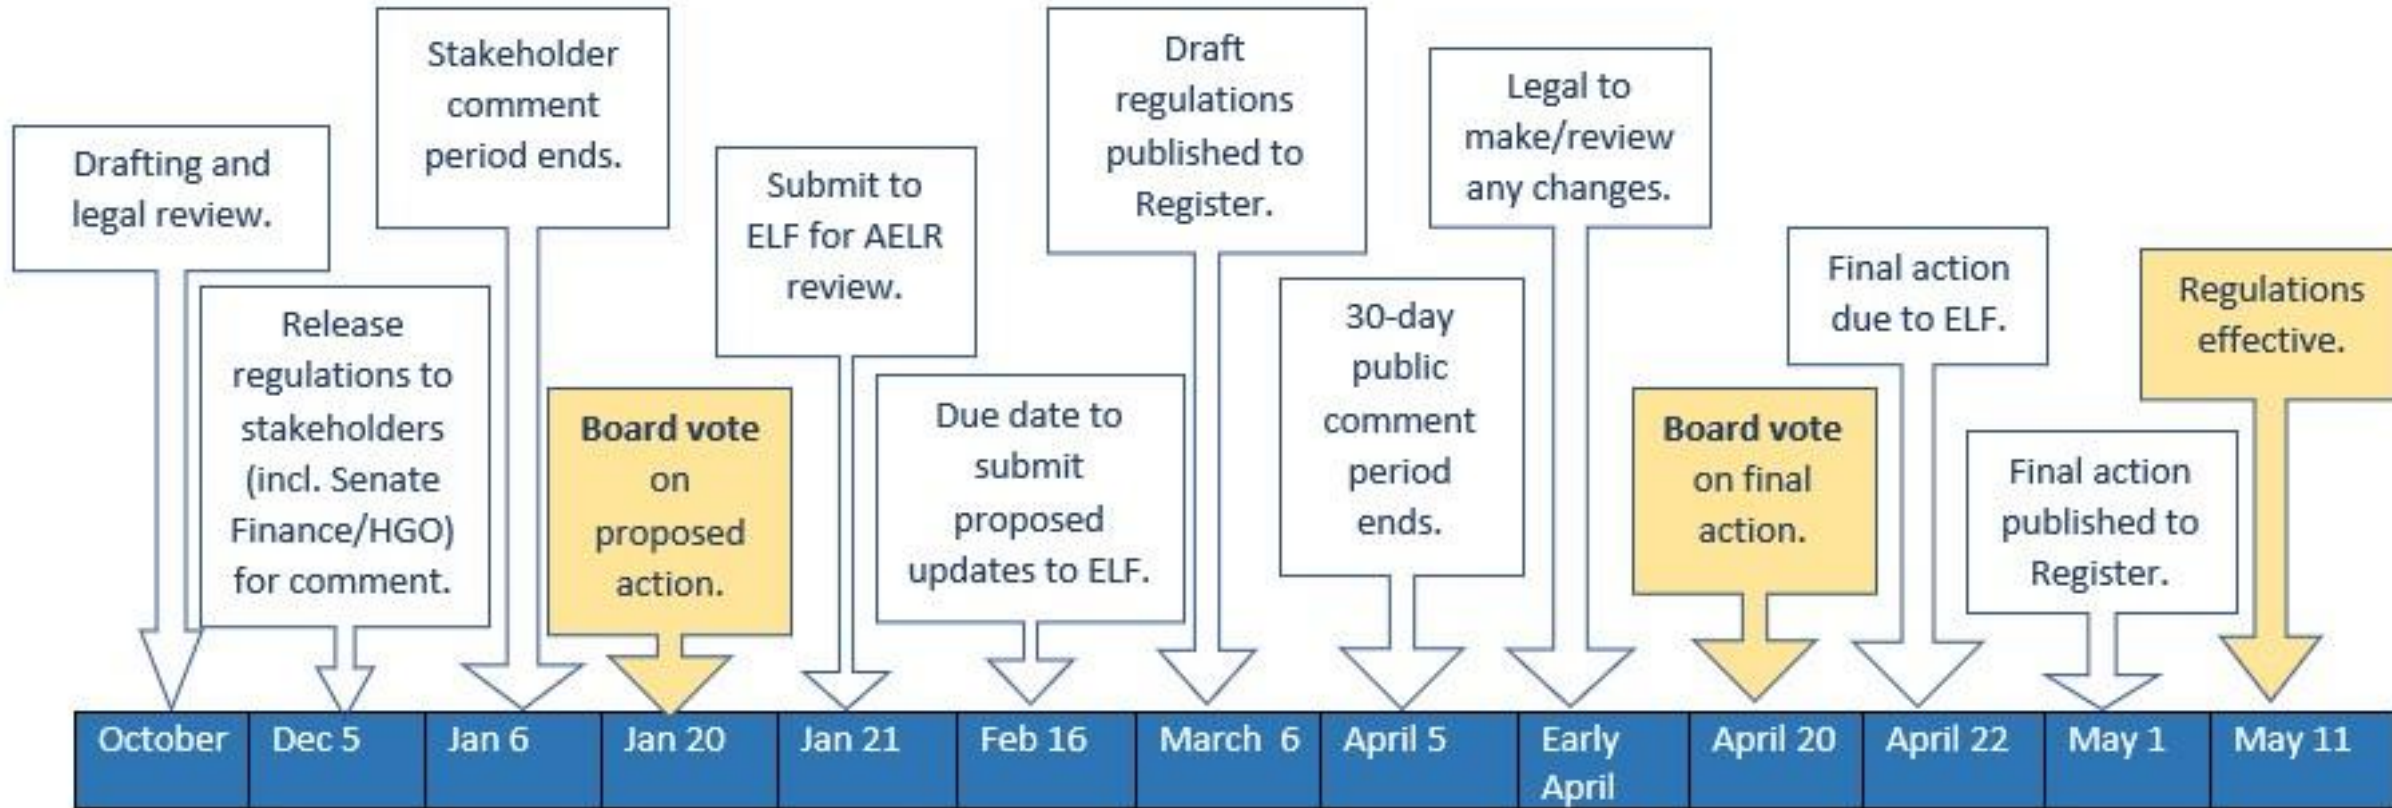 Drafting and
legal review.
Release
regulations to
stakeholders
(incl. Senate
Finance/HGO)
for comment.
Stakeholder
comment
period ends.
Board vote
on
proposed
action.
Submit to
ELF for AELR
review.
Due date to
submit
proposed
updates to ELF.
Draft
regulations
published to
Register.
30-day
public
comment
period
ends.
Legal to
make/review
any changes.
Board vote
on final
action.
Final action
due to ELF.
Final action
published to
Register.
Regulations
effective.
October
Dec 5
Jan 6
Jan 20
Jan 21
Feb 16
March 6
April 5
Early
April
April 20
April 22
May 1
May 11